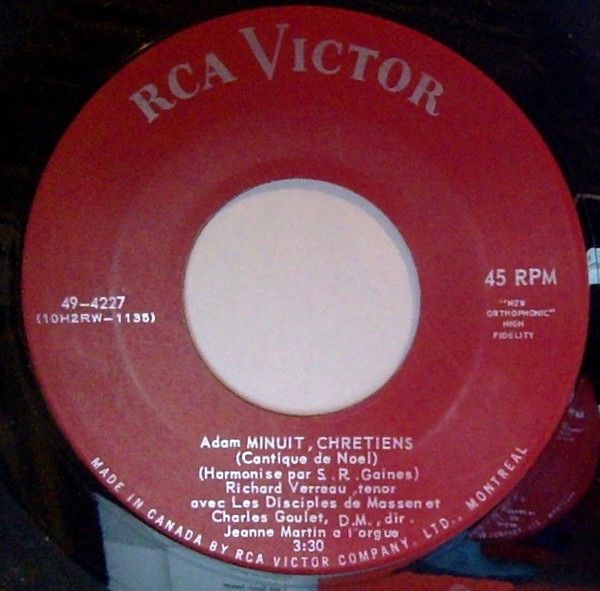 RCA VICTOR
45 RPM
"NEW
ORTHOPHONIC"
HIGH
FIDELITY
49-4227
(10H2RW-1135)
Adam MINUIT, CHRETIENS
(Cantique de Noel)
(Harmonise par S. R. Gaines)
Richard Verreau, tenor
avec Les Disciples de Massenet
Charles Goulet, D.M., dir.
Jeanne Martin a l'orgue
3:30
MADE IN CANADA BY RCA VICTOR COMPANY, LTD., MONTREAL